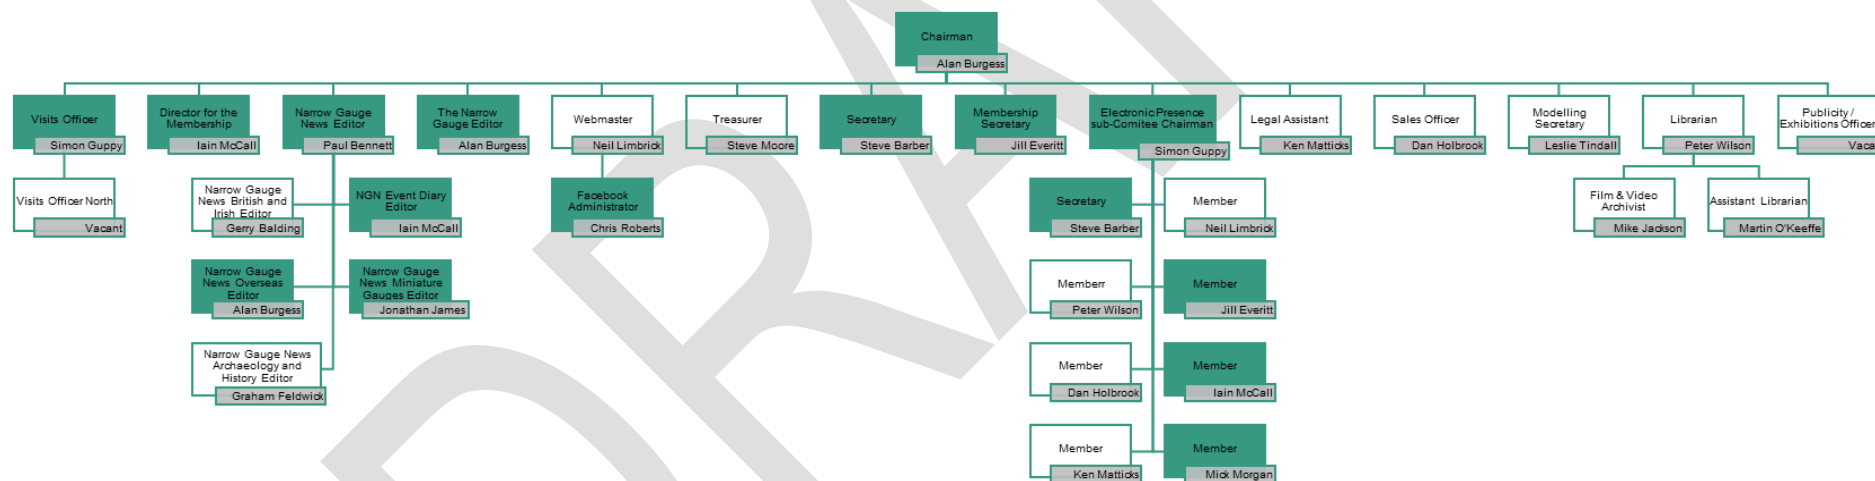 Chairman
Alan Burgess
Visits Officer
Simon Guppy
Director for the
Membership
Iain McCall
Narrow Gauge
News Editor
Paul Bennett
The Narrow
Gauge Editor
Alan Burgess
Webmaster
Neil Limbrick
Treasurer
Steve Moore
Secretary
Steve Barber
Membership
Secretary
Jill Everitt
Electronic Presence
sub-Comitee Chairman
Simon Guppy
Legal Assistant
Ken Matticks
Sales Officer
Dan Holbrook
Modelling
Secretary
Leslie Tindall
Librarian
Peter Wilson
Publicity /
Exhibitions Officer
Vaca
Visits Officer North
Vacant
Narrow Gauge
News British and
Irish Editor
Gerry Balding
NGN Event Diary
Editor
Iain McCall
Facebook
Administrator
Chris Roberts
Secretary
Steve Barber
Member
Neil Limbrick
Film & Video
Archivist
Mike Jackson
Assistant Librarian
Martin O'Keeffe
Narrow Gauge
News Overseas
Editor
Alan Burgess
Narrow Gauge
News Miniature
Gauges Editor
Jonathan James
Memberr
Peter Wilson
Member
Jill Everitt
Narrow Gauge News
Archaeology and
History Editor
Graham Feldwick
Member
Dan Holbrook
Member
Iain McCall
Member
Ken Matticks
Member
Mick Morgan